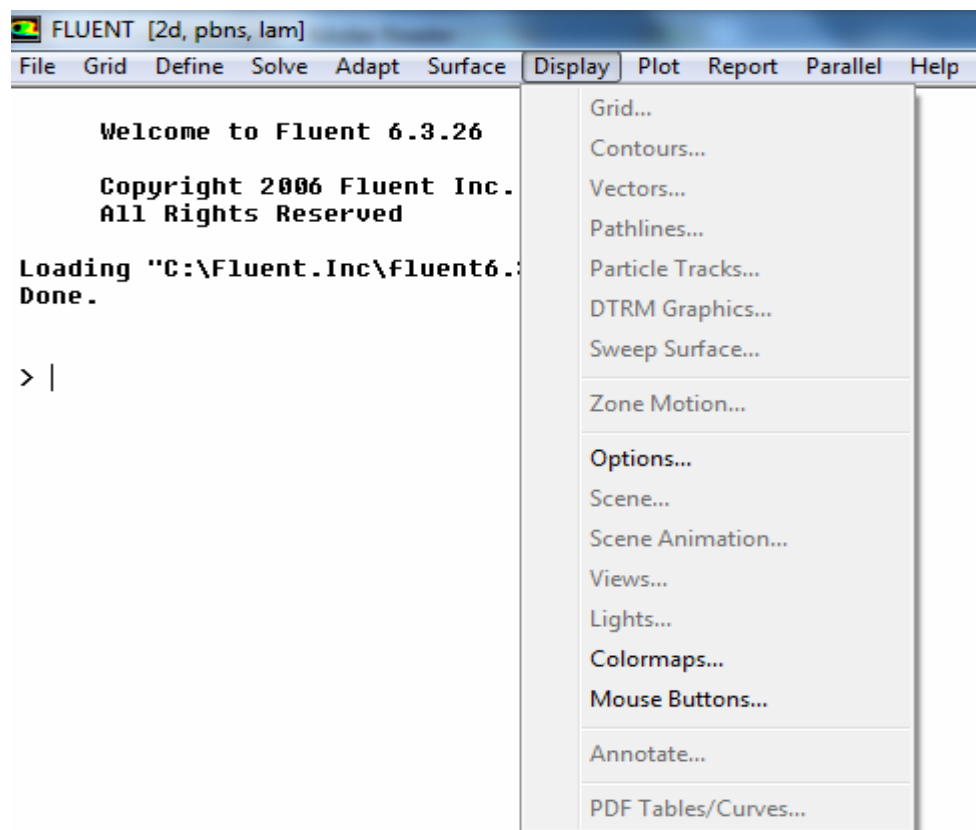 FLUENT [2d, pbns, lam]
File Grid Define Solve Adapt Surface Display Plot Report Parallel Help
Welcome to Fluent 6.3.26
Copyright 2006 Fluent Inc.
All Rights Reserved
Loading "C:\Fluent.Inc\fluent6.
Done.
>
Grid...
Contours...
Vectors...
Pathlines...
Particle Tracks...
DTRM Graphics...
Sweep Surface...
Zone Motion...
Options...
Scene...
Scene Animation...
Views...
Lights...
Colormaps...
Mouse Buttons...
Annotate...
PDF Tables/Curves...